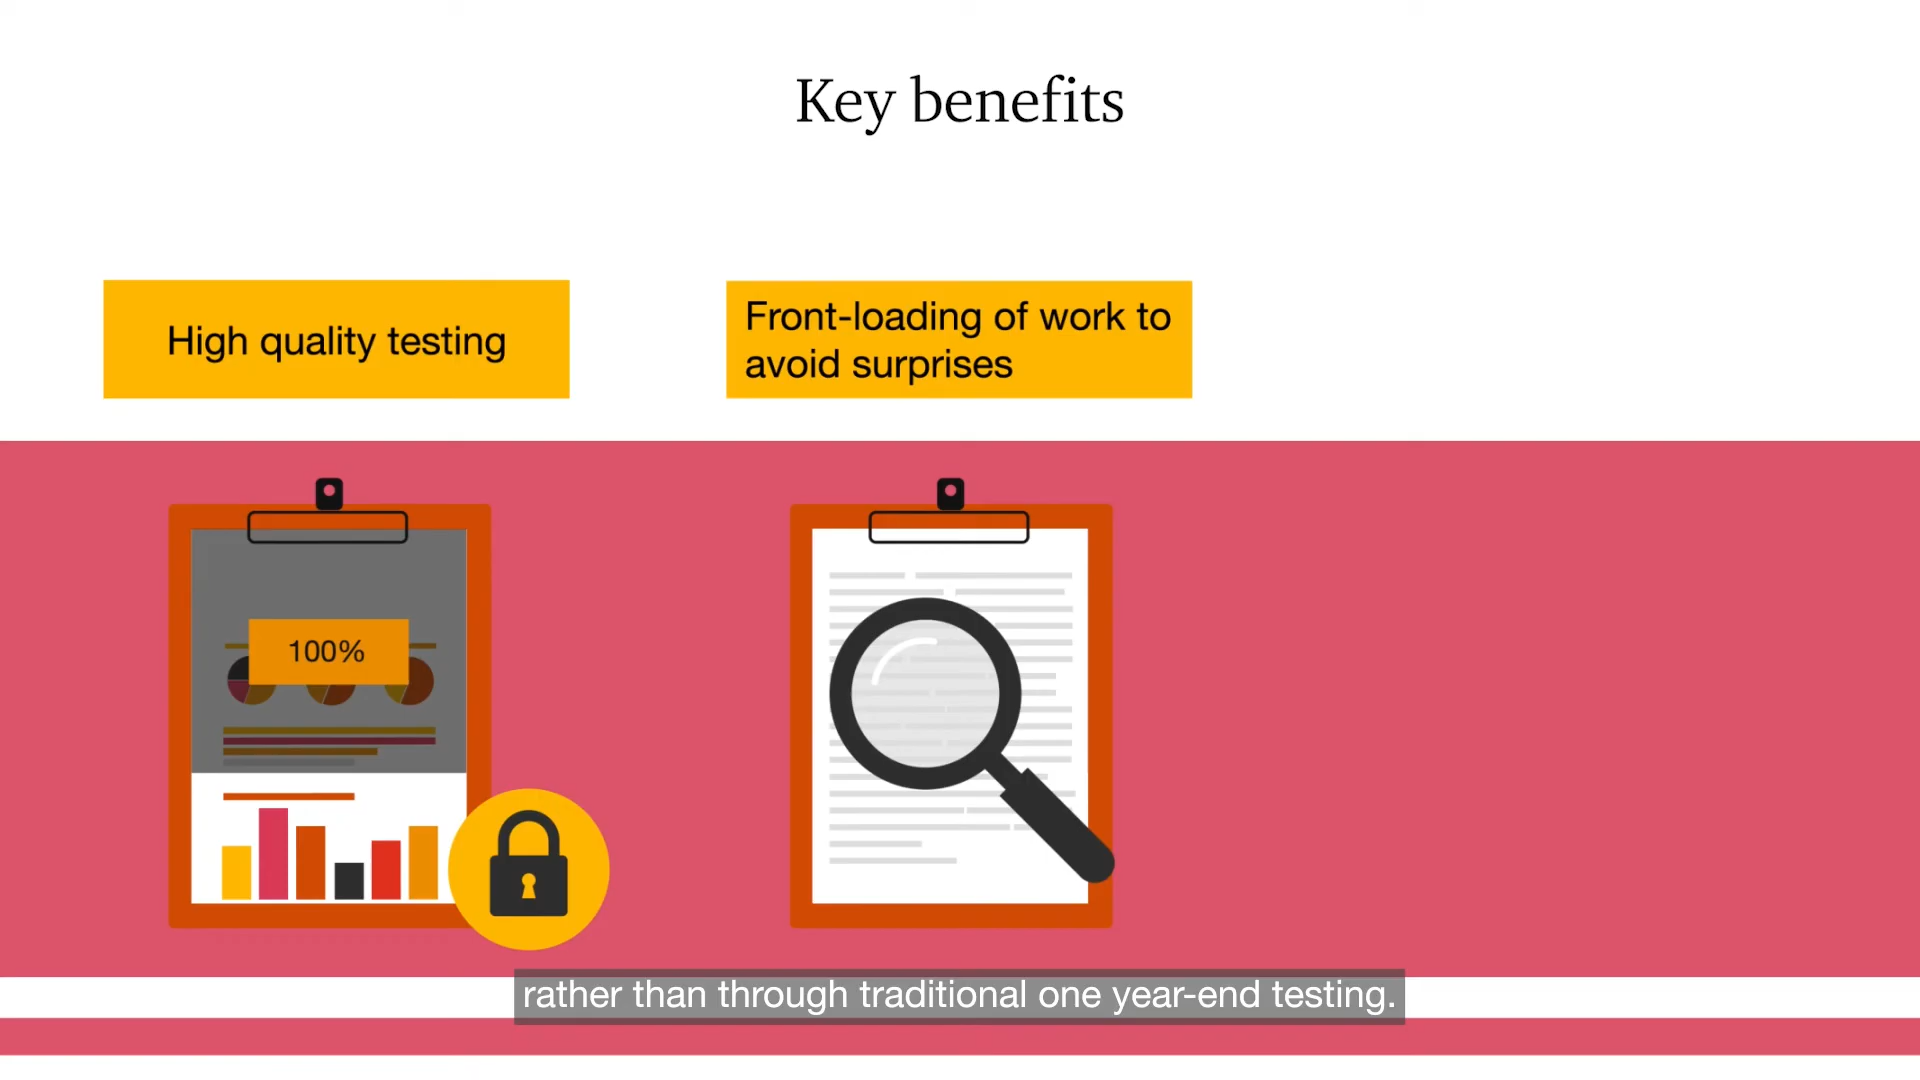 Key benefits
High quality testing
Front-loading of work to
avoid surprises
100%
rather than through traditional one year-end testing.